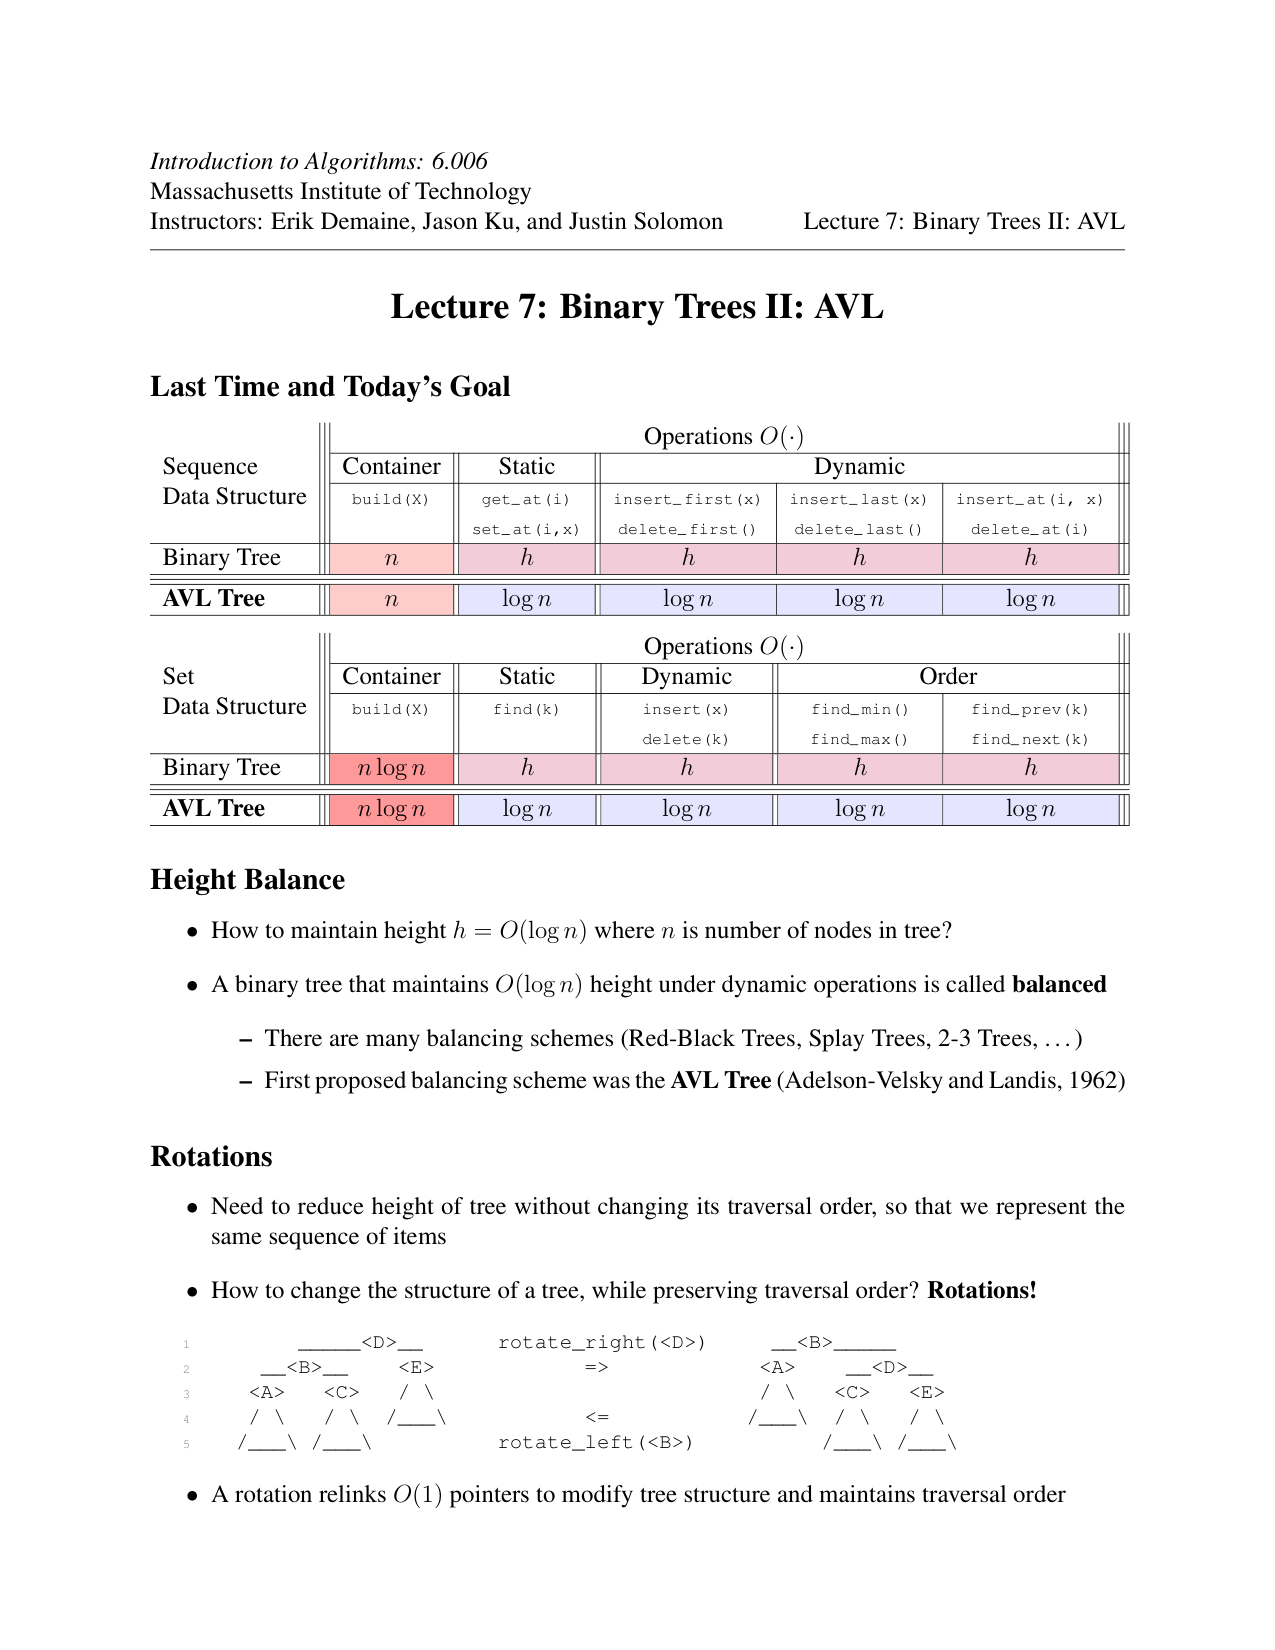 Introduction to Algorithms: 6.006
Massachusetts Institute of Technology
Instructors: Erik Demaine, Jason Ku, and Justin Solomon Lecture 7: Binary Trees II: AVL
Lecture 7: Binary Trees II: AVL
Last Time and Today's Goal
Operations O(·)
Sequence Container Static Dynamic
Data Structure build(X) get_at(i) insert_first(x) insert_last(x) insert_at(i, x)
set_at(i,x) delete_first() delete_last() delete_at(i)
Binary Tree n h h h h
AVL Tree n log n log n log n log n
Operations O(·)
Set Container Static Dynamic Order
Data Structure build(X) find(k) insert(x) find_min() find_prev(k)
delete(k) find_max() find_next(k)
Binary Tree n log n h h h h
AVL Tree n log n log n log n log n log n
Height Balance
• How to maintain height h = O(log n) where n is number of nodes in tree?
• A binary tree that maintains O(log n) height under dynamic operations is called balanced
– There are many balancing schemes (Red-Black Trees, Splay Trees, 2-3 Trees, . . . )
– First proposed balancing scheme was the AVL Tree (Adelson-Velsky and Landis, 1962)
Rotations
• Need to reduce height of tree without changing its traversal order, so that we represent the
same sequence of items
• How to change the structure of a tree, while preserving traversal order? Rotations!
1 _____<D>__ rotate_right(<D>) __<B>_____
2 __<B>__ <E> => <A> __<D>__
3 <A> <C> / \ / \ <C> <E>
4 / \ / \ /___\ <= /___\ / \ / \
5 /___\ /___\ rotate_left(<B>) /___\ /___\
• A rotation relinks O(1) pointers to modify tree structure and maintains traversal order